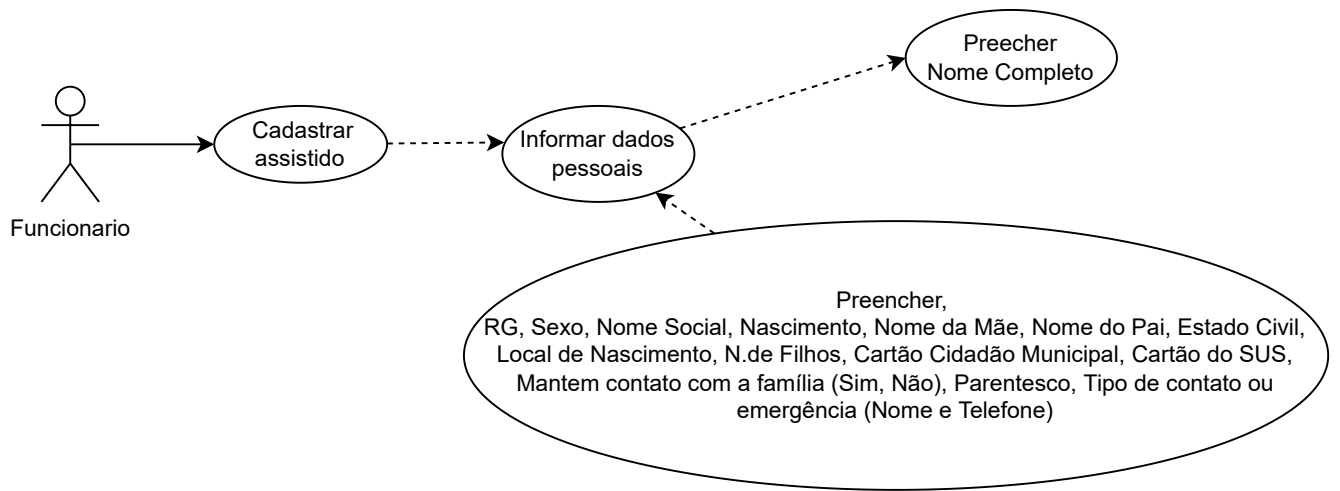 Preecher
Nome Completo
Cadastrar
assistido
Informar dados
pessoais
Funcionario
Preencher,
RG, Sexo, Nome Social, Nascimento, Nome da Mãe, Nome do Pai, Estado Civil,
Local de Nascimento, N.de Filhos, Cartão Cidadão Municipal, Cartão do SUS,
Mantem contato com a família (Sim, Não), Parentesco, Tipo de contato ou
emergência (Nome e Telefone)